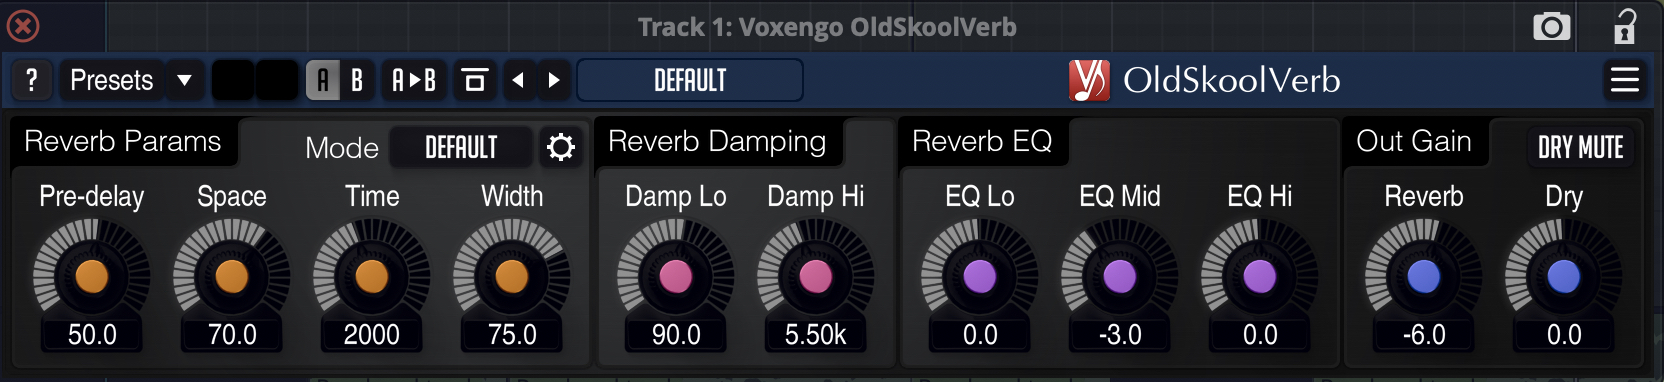 Track 1: Voxengo OldSkoolVerb
? Presets A B A▸B DEFAULT OldSkoolVerb
Reverb Params Mode DEFAULT Reverb Damping Reverb EQ Out Gain DRY MUTE
Pre-delay Space Time Width Damp Lo Damp Hi EQ Lo EQ Mid EQ Hi Reverb Dry
50.0 70.0 2000 75.0 90.0 5.50k 0.0 -3.0 0.0 -6.0 0.0